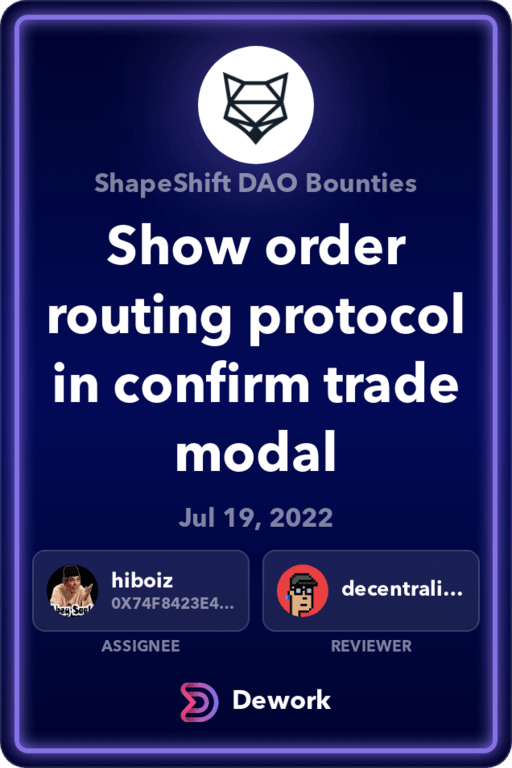 ShapeShift DAO Bounties
Show order
routing protocol
in confirm trade
modal
Jul 19, 2022
hiboiz
0X74F8423E4...
decentrali...
ASSIGNEE
REVIEWER
Dework